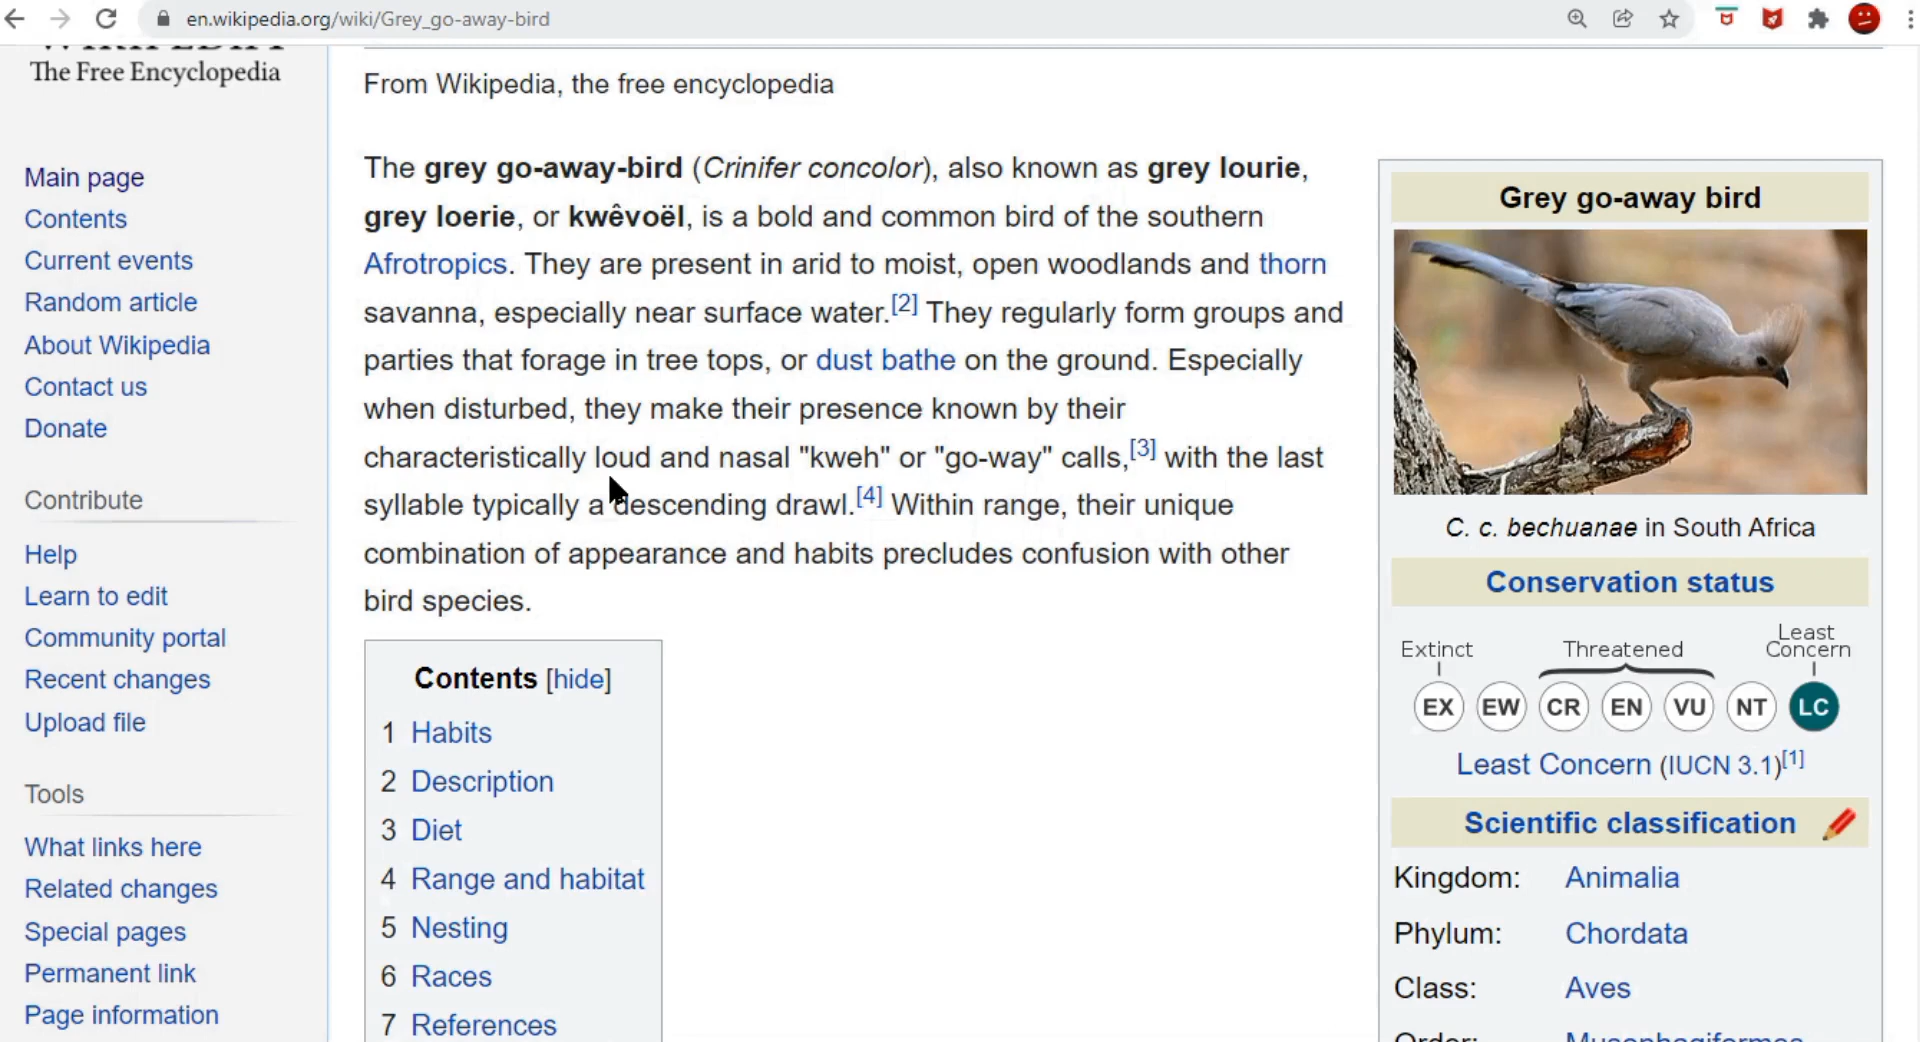 en.wikipedia.org/wiki/Grey_go-away-bird
The Free Encyclopedia
Main page
Contents
Current events
Random article
About Wikipedia
Contact us
Donate
Contribute
Help
Learn to edit
Community portal
Recent changes
Upload file
Tools
What links here
Related changes
Special pages
Permanent link
Page information
From Wikipedia, the free encyclopedia
The grey go-away-bird (Crinifer concolor), also known as grey lourie,
grey loerie, or kwêvoël, is a bold and common bird of the southern
Afrotropics. They are present in arid to moist, open woodlands and thorn
savanna, especially near surface water.[2] They regularly form groups and
parties that forage in tree tops, or dust bathe on the ground. Especially
when disturbed, they make their presence known by their
characteristically loud and nasal "kweh" or "go-way" calls,[3] with the last
syllable typically a descending drawl.[4] Within range, their unique
combination of appearance and habits precludes confusion with other
bird species.
Contents [hide]
1 Habits
2 Description
3 Diet
4 Range and habitat
5 Nesting
6 Races
7 References
Grey go-away bird
C. c. bechuanae in South Africa
Conservation status
Extinct Threatened Least Concern
EX EW CR EN VU NT LC
Least Concern (IUCN 3.1)[1]
Scientific classification
Kingdom: Animalia
Phylum: Chordata
Class: Aves